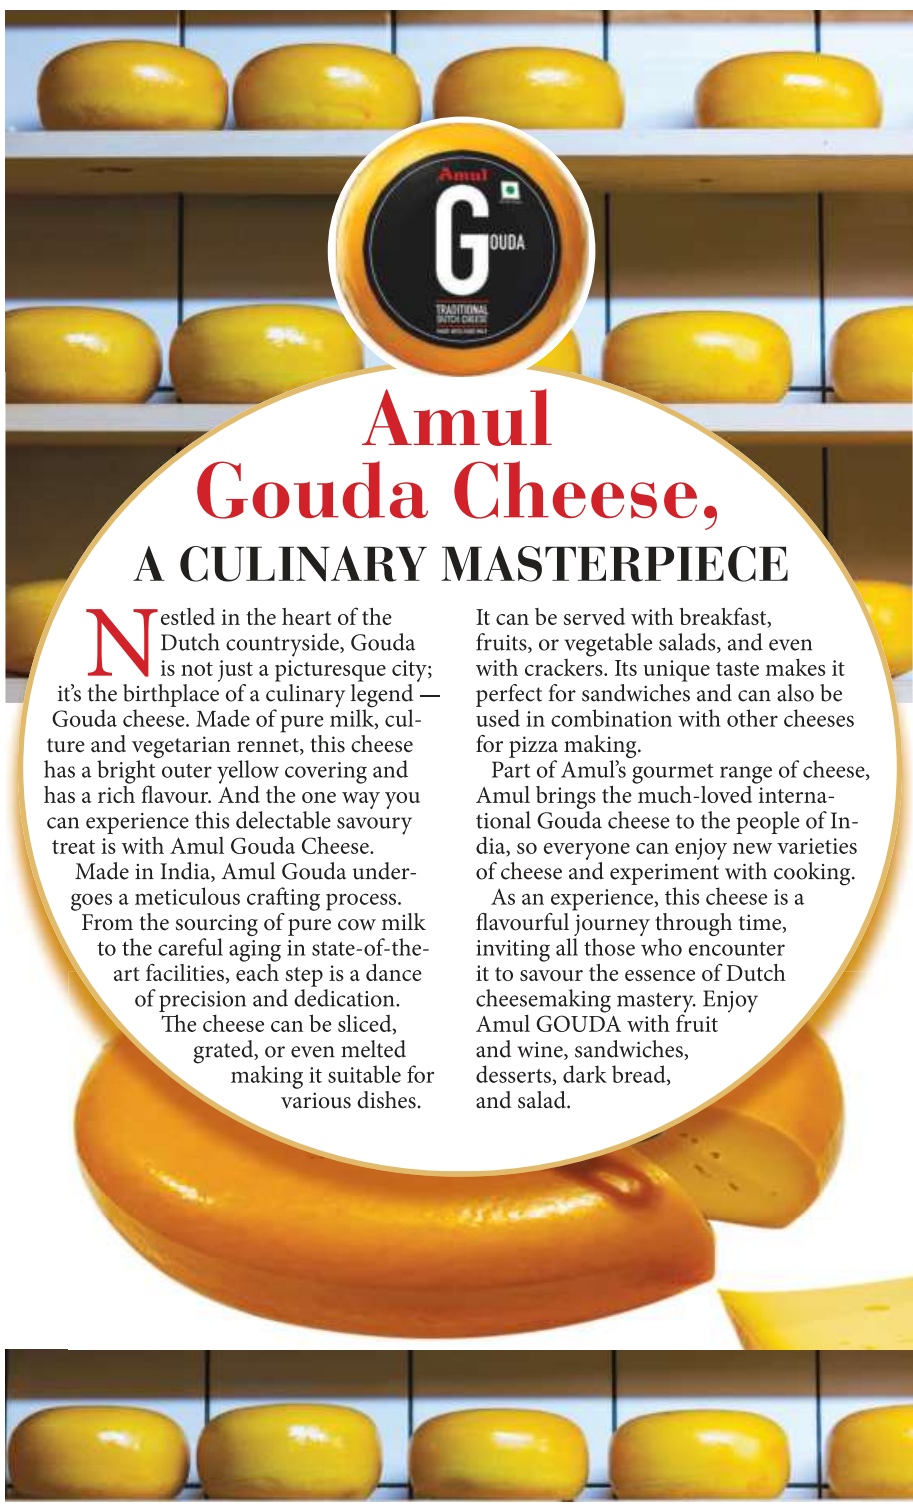 Amul
GOUDA
TRADITIONAL
DUTCH CHEESE
Amul
Gouda Cheese,
A CULINARY MASTERPIECE
Nestled in the heart of the
Dutch countryside, Gouda
is not just a picturesque city;
it's the birthplace of a culinary legend —
Gouda cheese. Made of pure milk, cul-
ture and vegetarian rennet, this cheese
has a bright outer yellow covering and
has a rich flavour. And the one way you
can experience this delectable savoury
treat is with Amul Gouda Cheese.
Made in India, Amul Gouda under-
goes a meticulous crafting process.
From the sourcing of pure cow milk
to the careful aging in state-of-the-
art facilities, each step is a dance
of precision and dedication.
The cheese can be sliced,
grated, or even melted
making it suitable for
various dishes.
It can be served with breakfast,
fruits, or vegetable salads, and even
with crackers. Its unique taste makes it
perfect for sandwiches and can also be
used in combination with other cheeses
for pizza making.
Part of Amul's gourmet range of cheese,
Amul brings the much-loved interna-
tional Gouda cheese to the people of In-
dia, so everyone can enjoy new varieties
of cheese and experiment with cooking.
As an experience, this cheese is a
flavourful journey through time,
inviting all those who encounter
it to savour the essence of Dutch
cheesemaking mastery. Enjoy
Amul GOUDA with fruit
and wine, sandwiches,
desserts, dark bread,
and salad.